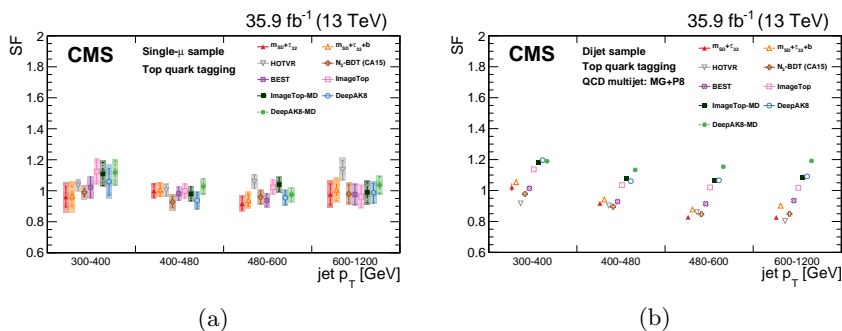 35.9 fb⁻¹ (13 TeV)
SF
2
1.8
1.6
1.4
1.2
1
0.8
0.6
CMS
Single-μ sample
Top quark tagging
m_SD+τ_32
m_SD+τ_32+b
HOTVR
N_3-BDT (CA15)
BEST
ImageTop
ImageTop-MD
DeepAK8
DeepAK8-MD
300-400
400-480
480-600
600-1200
jet p_T [GeV]
(a)
35.9 fb⁻¹ (13 TeV)
SF
2
1.8
1.6
1.4
1.2
1
0.8
0.6
CMS
Dijet sample
Top quark tagging
QCD multijet: MG+P8
m_SD+τ_32
m_SD+τ_32+b
HOTVR
N_3-BDT (CA15)
BEST
ImageTop
ImageTop-MD
DeepAK8
DeepAK8-MD
300-400
400-480
480-600
600-1200
jet p_T [GeV]
(b)